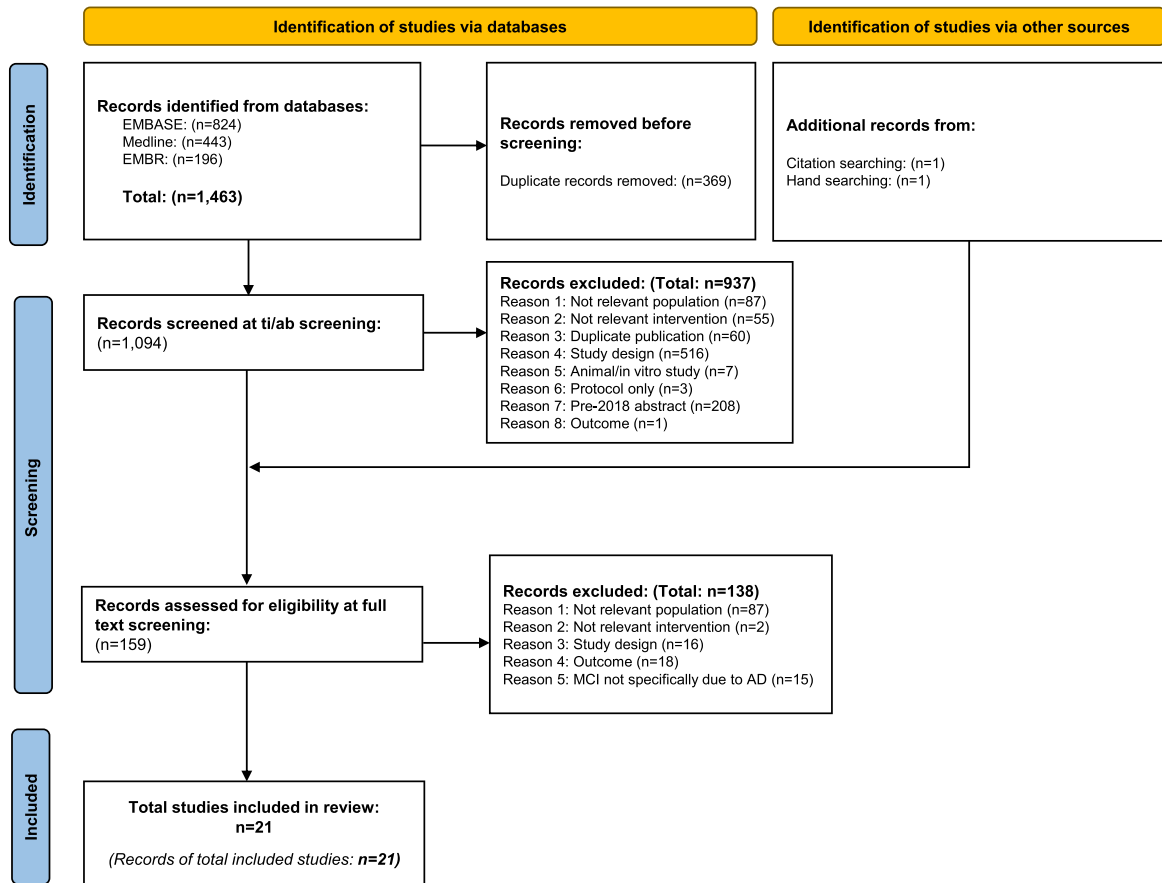 Identification of studies via databases
Identification of studies via other sources
Identification
Records identified from databases:
EMBASE: (n=824)
Medline: (n=443)
EMBR: (n=196)
Total: (n=1,463)
Records removed before
screening:
Duplicate records removed: (n=369)
Additional records from:
Citation searching: (n=1)
Hand searching: (n=1)
Screening
Records screened at ti/ab screening:
(n=1,094)
Records excluded: (Total: n=937)
Reason 1: Not relevant population (n=87)
Reason 2: Not relevant intervention (n=55)
Reason 3: Duplicate publication (n=60)
Reason 4: Study design (n=516)
Reason 5: Animal/in vitro study (n=7)
Reason 6: Protocol only (n=3)
Reason 7: Pre-2018 abstract (n=208)
Reason 8: Outcome (n=1)
Records assessed for eligibility at full
text screening:
(n=159)
Records excluded: (Total: n=138)
Reason 1: Not relevant population (n=87)
Reason 2: Not relevant intervention (n=2)
Reason 3: Study design (n=16)
Reason 4: Outcome (n=18)
Reason 5: MCI not specifically due to AD (n=15)
Included
Total studies included in review:
n=21
(Records of total included studies: n=21)